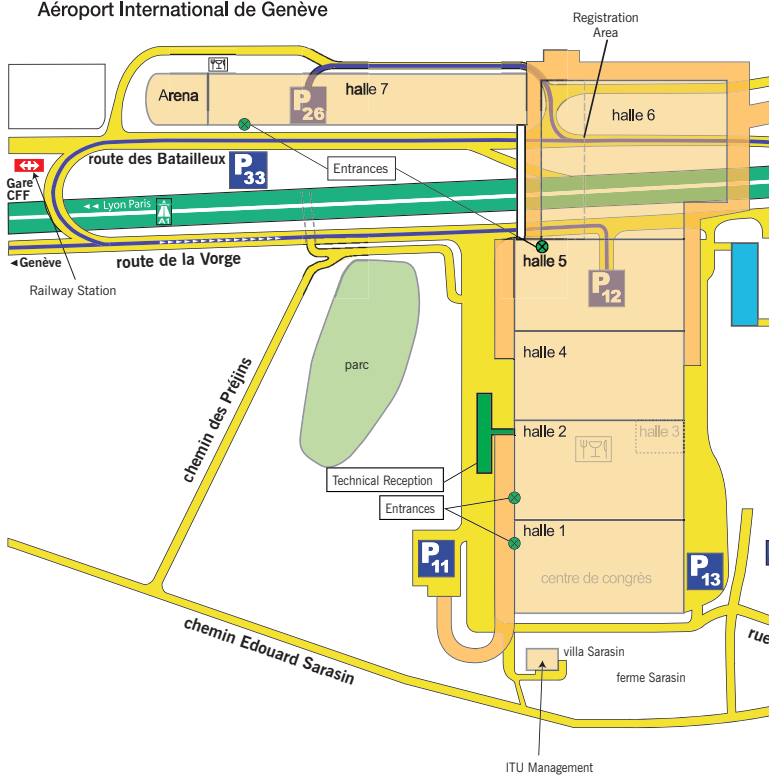 Aéroport International de Genève
Registration
Area
Arena
P
26
halle 7
halle 6
Entrances
route des Batailleux
P
33
Gare
CFF
Lyon Paris
A1
Genève
route de la Vorge
Railway Station
halle 5
P
12
parc
halle 4
chemin des Préjins
halle 2
halle 3
Technical Reception
Entrances
halle 1
P
11
P
13
centre de congrès
chemin Edouard Sarasin
villa Sarasin
rue
ferme Sarasin
ITU Management